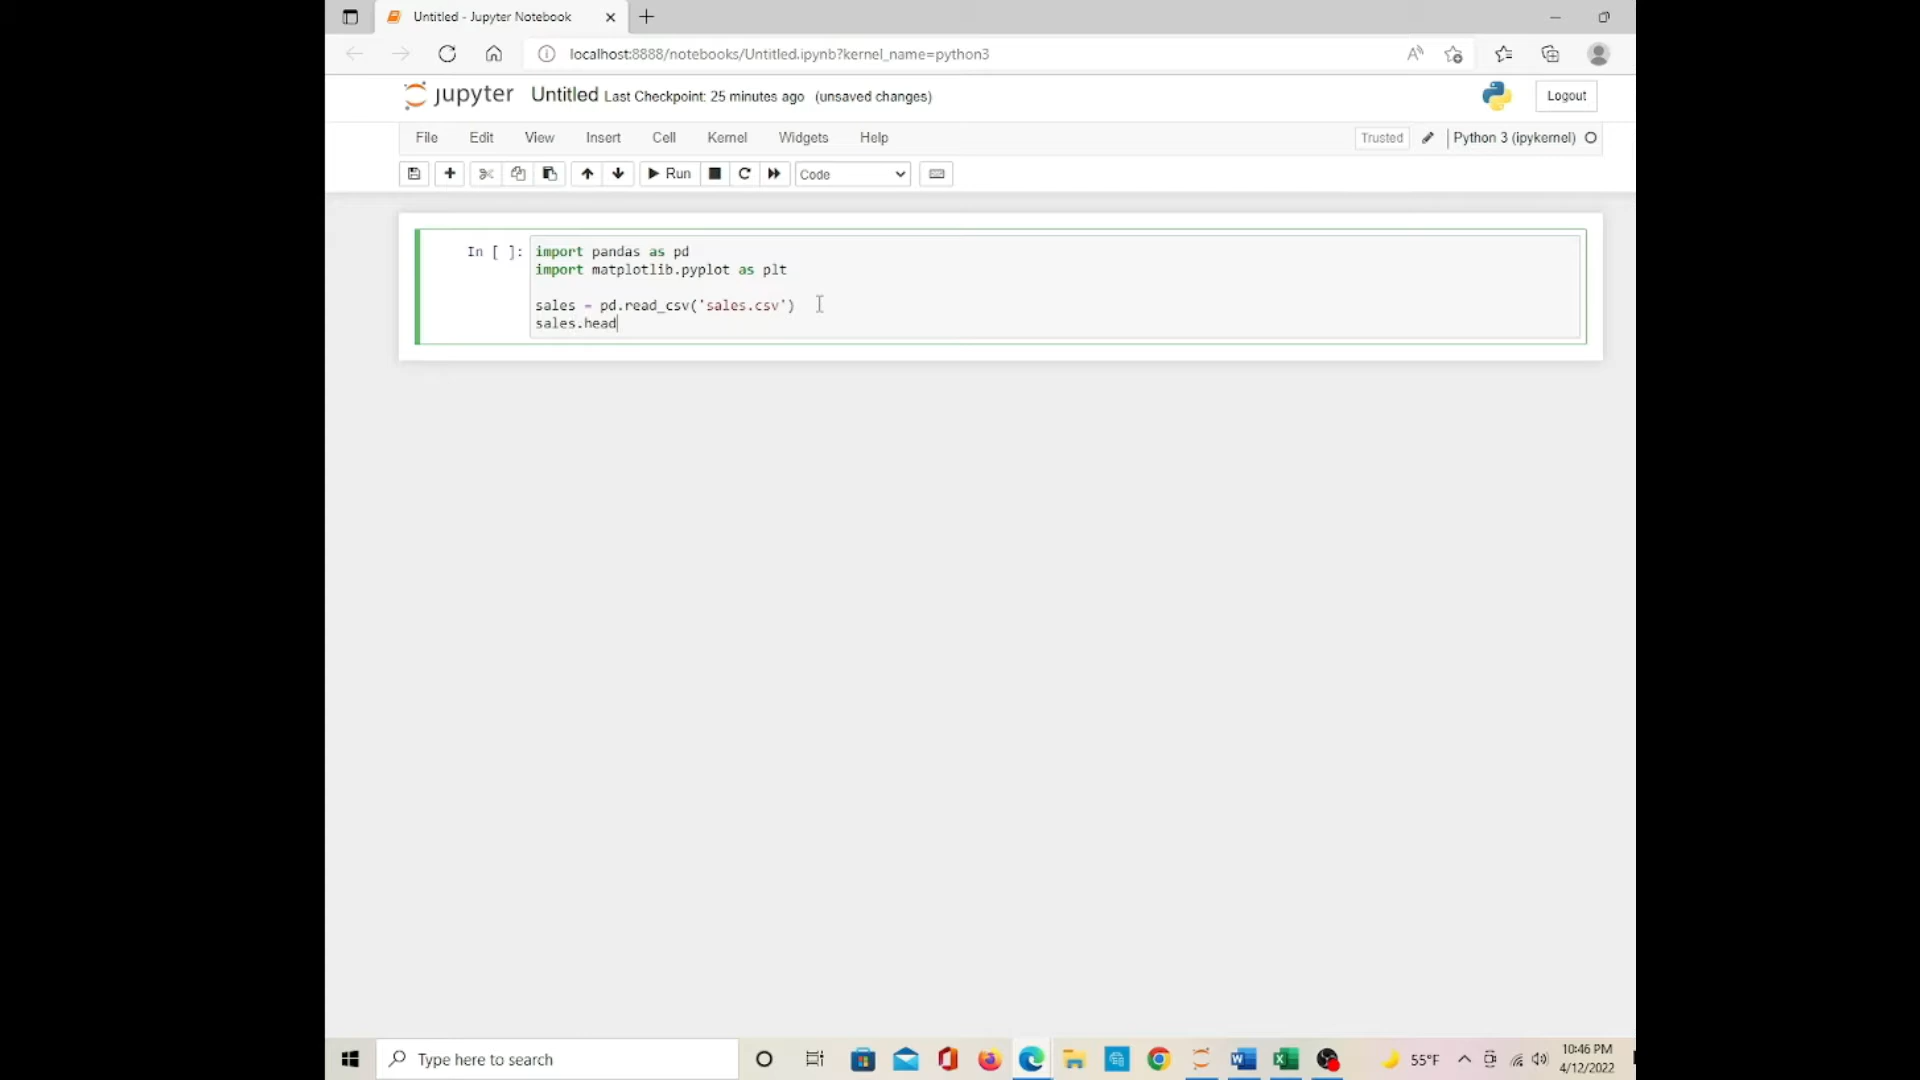 Untitled - Jupyter Notebook
localhost:8888/notebooks/Untitled.ipynb?kernel_name=python3
jupyter Untitled Last Checkpoint: 25 minutes ago (unsaved changes)
Logout
File Edit View Insert Cell Kernel Widgets Help
Trusted Python 3 (ipykernel)
Run Code
In [ ]: import pandas as pd
import matplotlib.pyplot as plt
sales = pd.read_csv('sales.csv')
sales.head
Type here to search
55°F
10:46 PM
4/12/2022